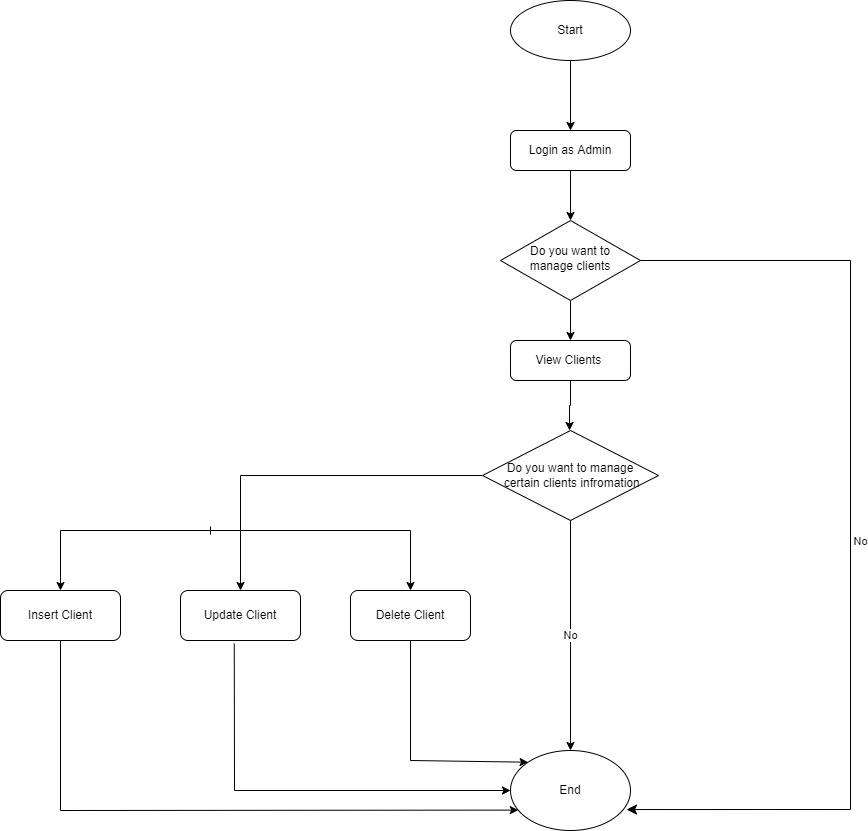 Start
Login as Admin
Do you want to
manage clients
View Clients
Do you want to manage
certain clients infromation
No
Insert Client
Update Client
Delete Client
No
End